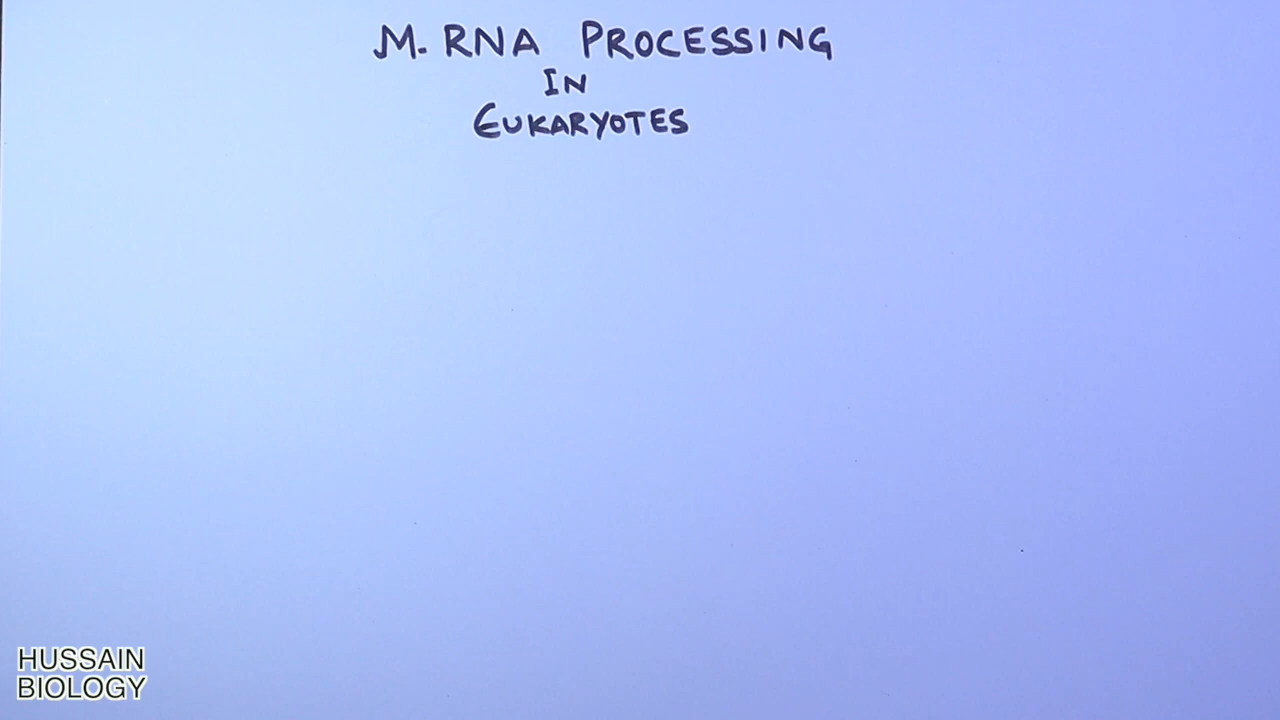 M. RNA PROCESSING
IN
EUKARYOTES
HUSSAIN
BIOLOGY